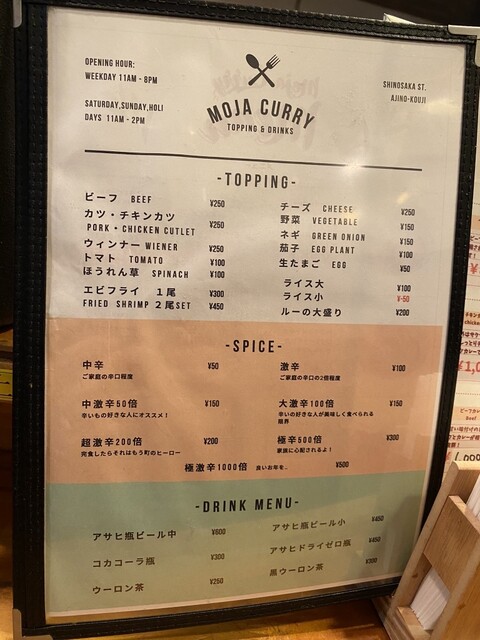 OPENING HOUR:
WEEKDAY 11AM - 8PM
SATURDAY,SUNDAY,HOLI
DAYS 11AM - 2PM
SHINOSAKA ST.
AJINO-KOUJI
MOJA CURRY
TOPPING & DRINKS
-TOPPING-
ビーフ BEEF ¥250
カツ・チキンカツ
PORK・CHICKEN CUTLET ¥250
ウィンナー WIENER ¥250
トマト TOMATO ¥100
ほうれん草 SPINACH ¥100
エビフライ 1尾 ¥300
FRIED SHRIMP 2尾SET ¥450
チーズ CHEESE ¥250
野菜 VEGETABLE ¥150
ネギ GREEN ONION ¥150
茄子 EGG PLANT ¥150
生たまご EGG ¥50
ライス大 ¥100
ライス小 ¥-50
ルーの大盛り ¥200
-SPICE-
中辛 ¥50
ご家庭の辛口程度
激辛 ¥100
ご家庭の辛口の2倍程度
中激辛50倍 ¥150
辛いもの好きな人にオススメ!
大激辛100倍 ¥150
辛いの好きな人が美味しく食べられる
限界
超激辛200倍 ¥200
完食したらそれはもう町のヒーロー
極辛500倍 ¥300
家族に心配されるよ!
極激辛1000倍 良いお年を、 ¥500
-DRINK MENU-
アサヒ瓶ビール中 ¥600
コカコーラ瓶 ¥300
ウーロン茶 ¥250
アサヒ瓶ビール小 ¥450
アサヒドライゼロ瓶 ¥450
黒ウーロン茶